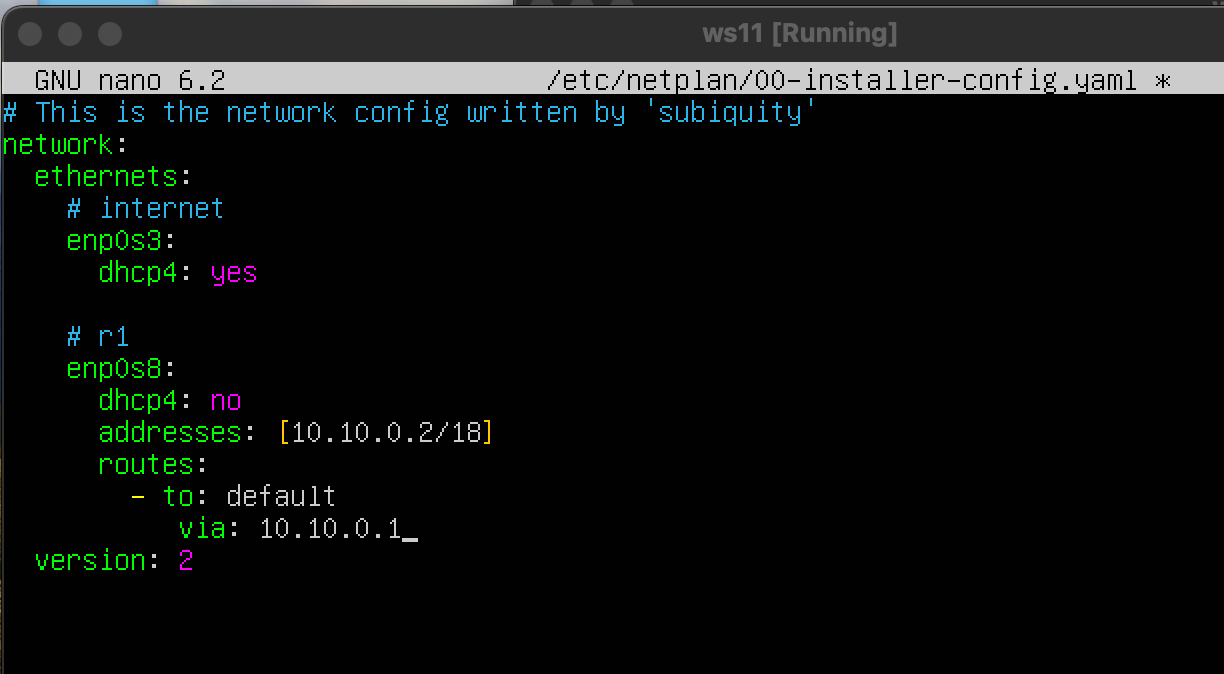 ws11 [Running]
GNU nano 6.2 /etc/netplan/00-installer-config.yaml *
# This is the network config written by 'subiquity'
network:
  ethernets:
    # internet
    enp0s3:
      dhcp4: yes

    # r1
    enp0s8:
      dhcp4: no
      addresses: [10.10.0.2/18]
      routes:
        - to: default
           via: 10.10.0.1_
  version: 2